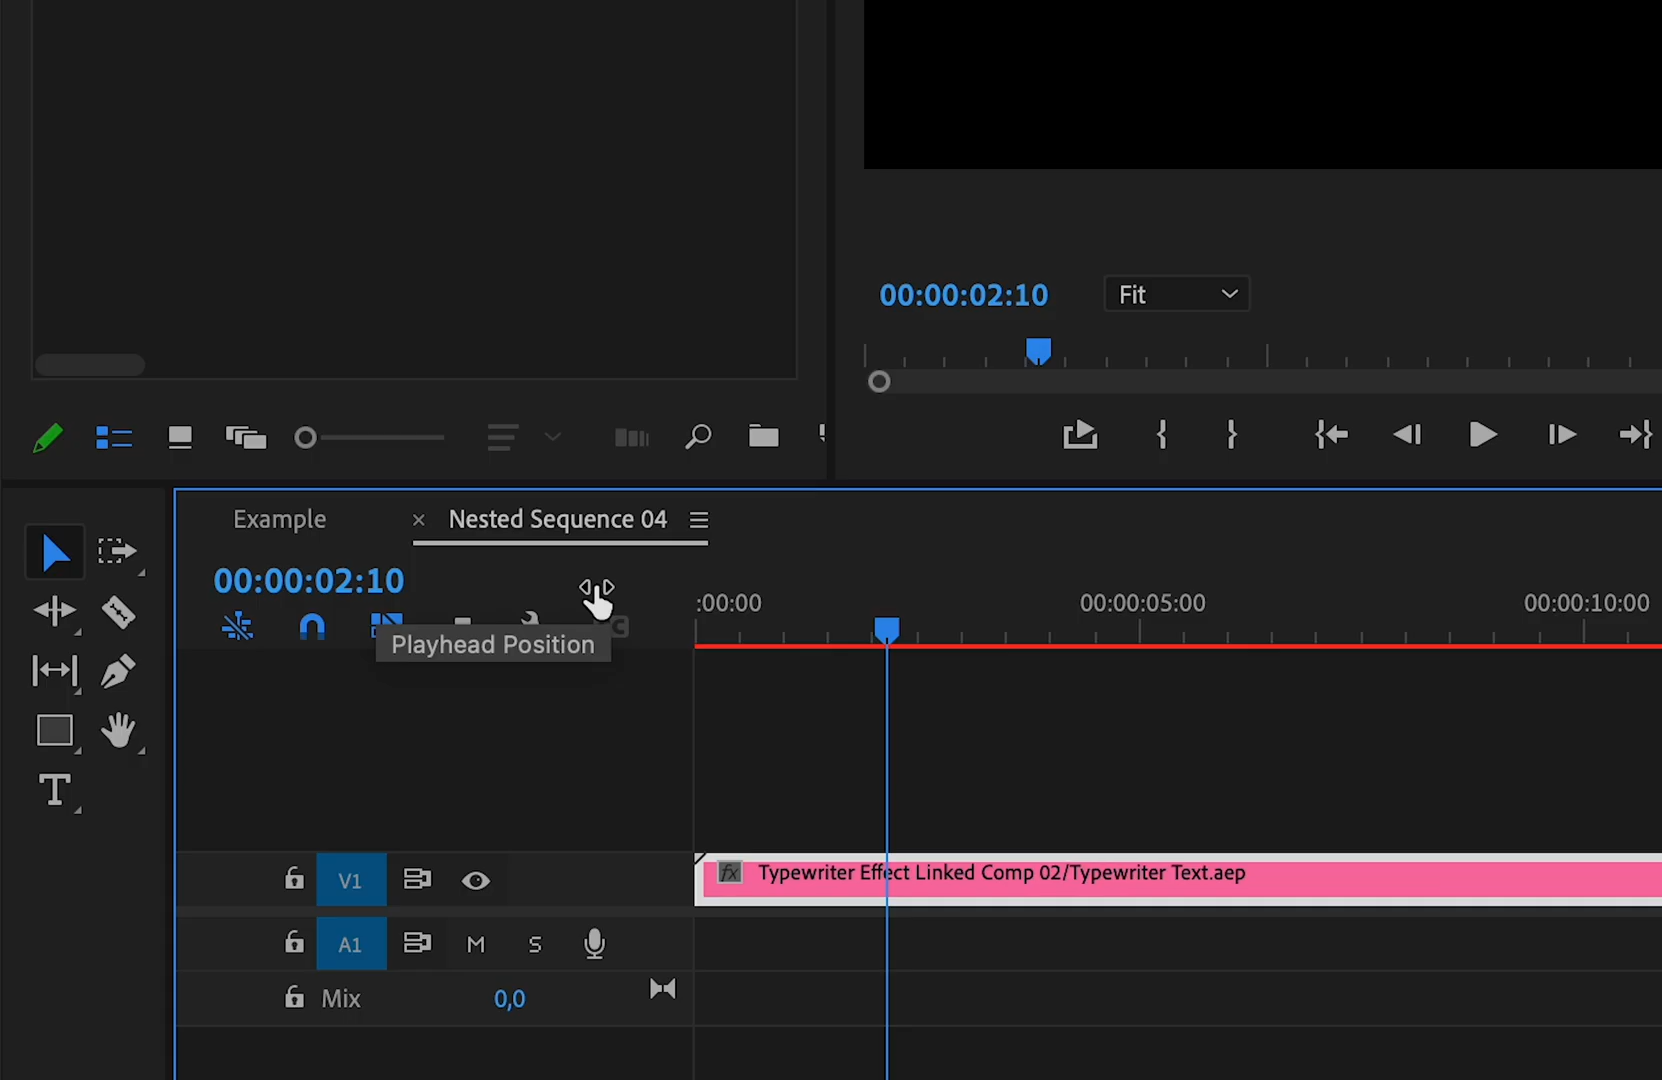 00:00:02:10
Fit
Example
Nested Sequence 04
00:00:02:10
:00:00
00:00:05:00
00:00:10:00
Playhead Position
V1
fx
Typewriter Effect Linked Comp 02/Typewriter Text.aep
A1
M
S
Mix
0,0